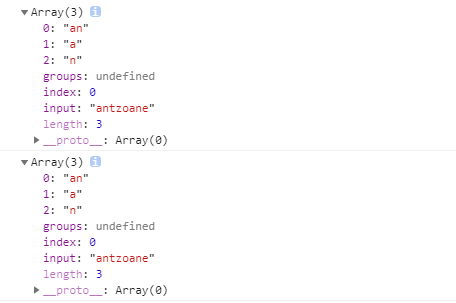 ▼Array(3) i
0: "an"
1: "a"
2: "n"
groups: undefined
index: 0
input: "antzoane"
length: 3
▶__proto__: Array(0)
▼Array(3) i
0: "an"
1: "a"
2: "n"
groups: undefined
index: 0
input: "antzoane"
length: 3
▶__proto__: Array(0)